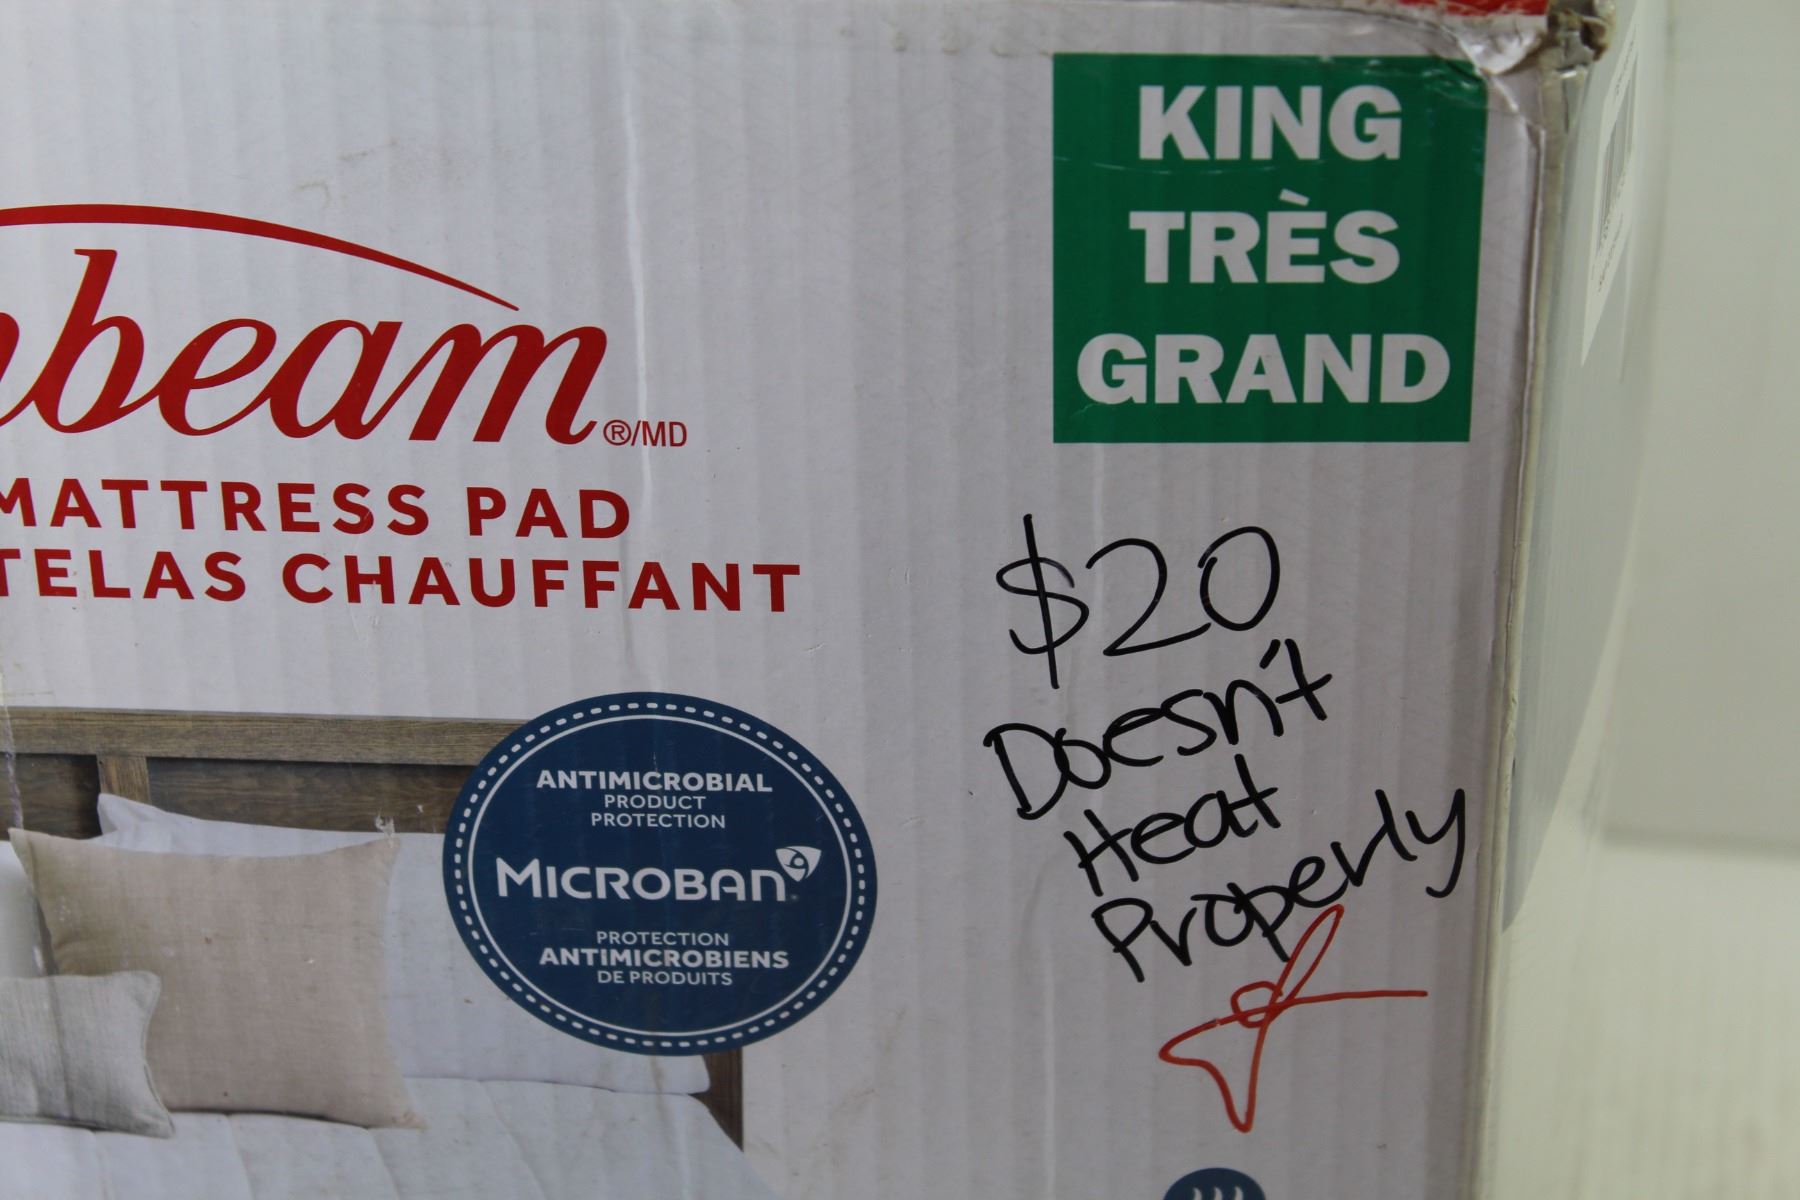 KING
TRÈS
GRAND
beam ®/MD
MATTRESS PAD
TELAS CHAUFFANT
$20
Doesn't
Heat
Properly
ANTIMICROBIAL
PRODUCT
PROTECTION
MICROBAN
PROTECTION
ANTIMICROBIENS
DE PRODUITS